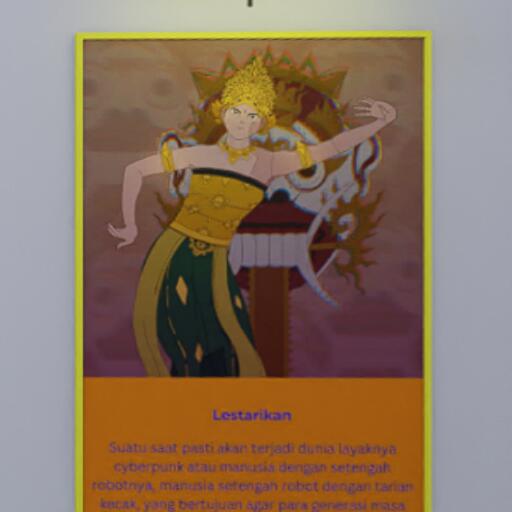 Lestarikan
Suatu saat pasti akan terjadi dunia layaknya
cyberpunk atau manusia dengan setengah
robotnya, manusia setengah robot dengan tarian
kecak, yang bertujuan agar para generasi masa